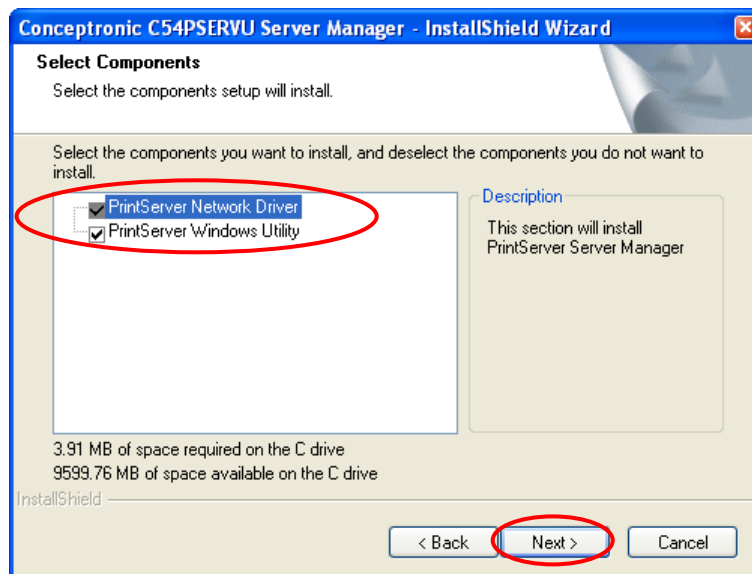 Conceptronic C54PSERVU Server Manager - InstallShield Wizard
Select Components
Select the components setup will install.
Select the components you want to install, and deselect the components you do not want to
install.
PrintServer Network Driver
PrintServer Windows Utility
Description
This section will install
PrintServer Server Manager
3.91 MB of space required on the C drive
9599.76 MB of space available on the C drive
InstallShield
< Back
Next >
Cancel